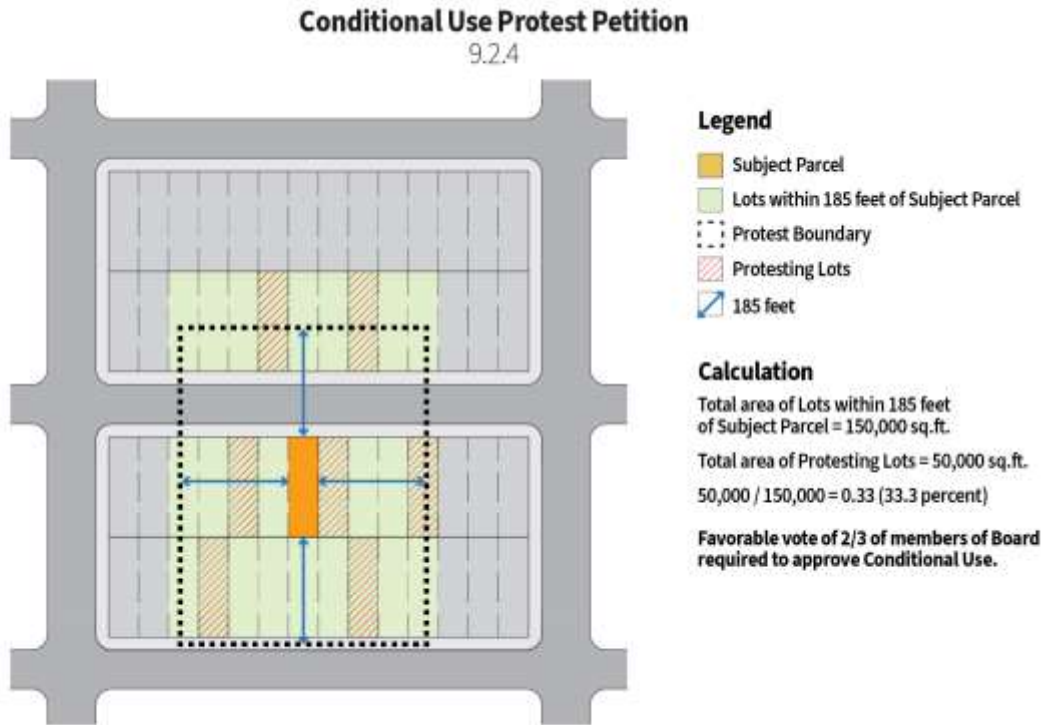 Conditional Use Protest Petition
9.2.4
Legend
Subject Parcel
Lots within 185 feet of Subject Parcel
Protest Boundary
Protesting Lots
185 feet
Calculation
Total area of Lots within 185 feet
of Subject Parcel = 150,000 sq.ft.
Total area of Protesting Lots = 50,000 sq.ft.
50,000 / 150,000 = 0.33 (33.3 percent)
Favorable vote of 2/3 of members of Board
required to approve Conditional Use.